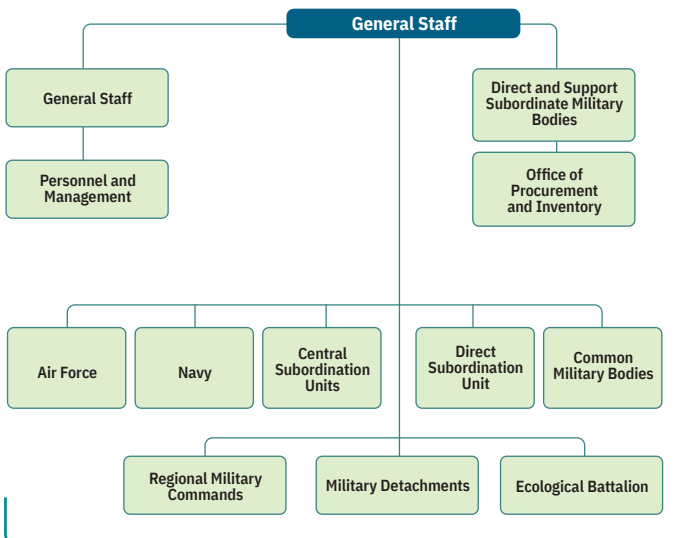 General Staff
General Staff
Direct and Support
Subordinate Military
Bodies
Personnel and
Management
Office of
Procurement
and Inventory
Air Force
Navy
Central
Subordination
Units
Direct
Subordination
Unit
Common
Military Bodies
Regional Military
Commands
Military Detachments
Ecological Battalion